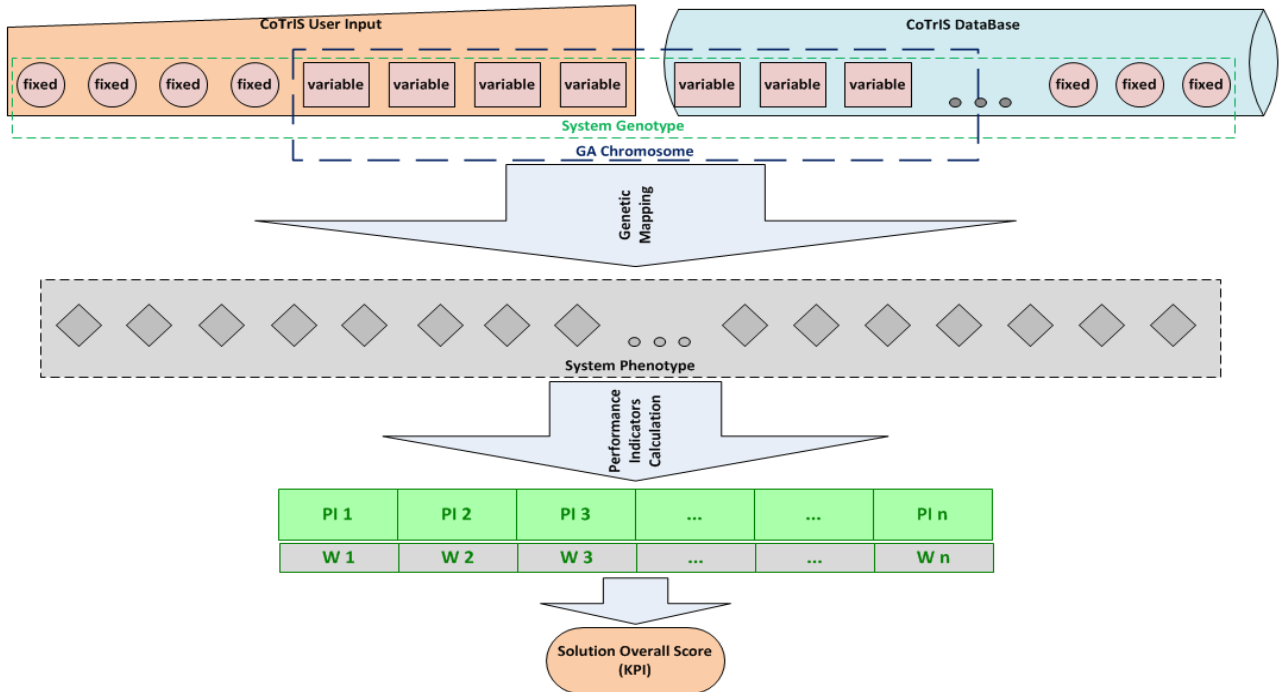 CoTrIS User Input
CoTrIS DataBase
fixed fixed fixed fixed variable variable variable variable variable variable variable fixed fixed fixed
System Genotype
GA Chromosome
Genetic
Mapping
System Phenotype
Performance
Indicators
Calculation
PI 1 PI 2 PI 3 ... ... PI n
W 1 W 2 W 3 ... ... W n
Solution Overall Score
(KPI)